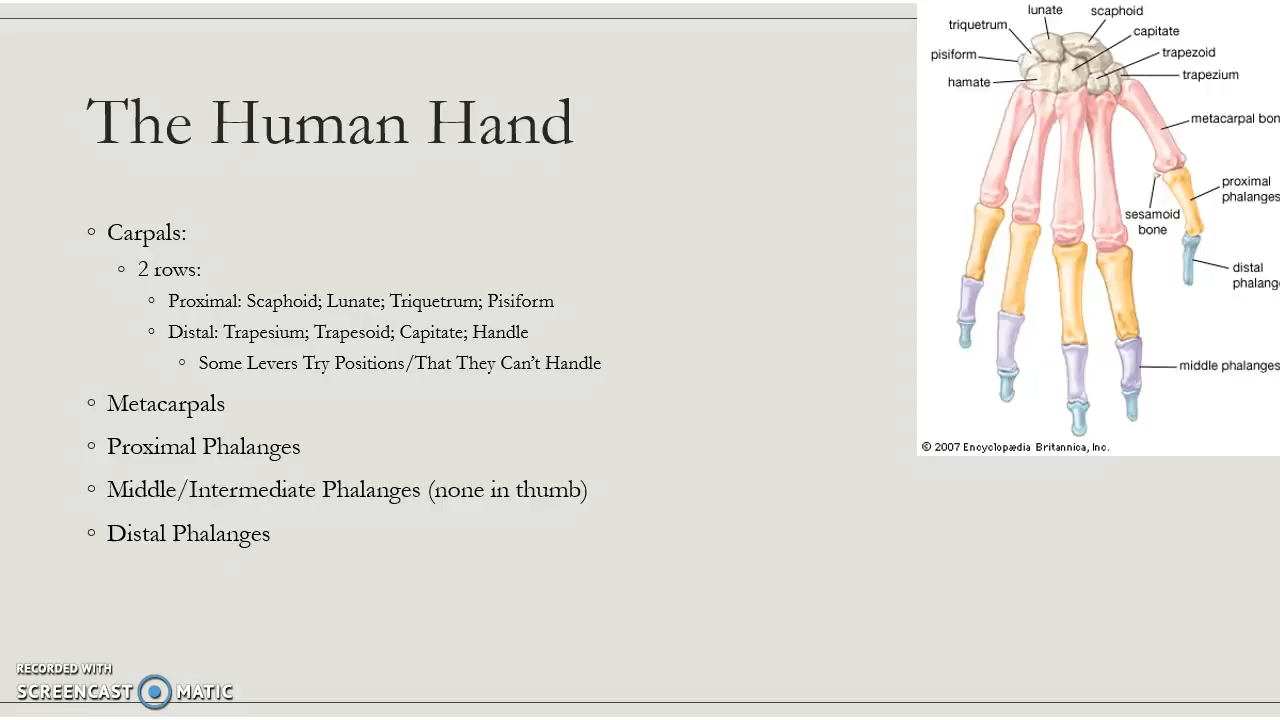 The Human Hand
◦ Carpals:
◦ 2 rows:
◦ Proximal: Scaphoid; Lunate; Triquetrum; Pisiform
◦ Distal: Trapesium; Trapesoid; Capitate; Handle
◦ Some Levers Try Positions/That They Can't Handle
◦ Metacarpals
◦ Proximal Phalanges
◦ Middle/Intermediate Phalanges (none in thumb)
◦ Distal Phalanges
lunate
scaphoid
triquetrum
capitate
pisiform
trapezoid
hamate
trapezium
metacarpal bon
proximal
phalanges
sesamoid
bone
distal
phalang
middle phalanges
© 2007 Encyclopædia Britannica, Inc.
RECORDED WITH
SCREENCAST MATIC